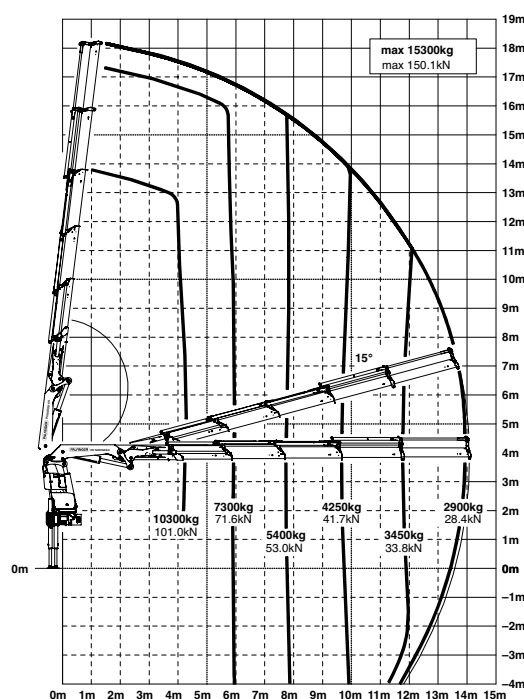 19m
18m
max 15300kg
max 150.1kN
17m
16m
15m
14m
13m
12m
11m
10m
9m
8m
15°
7m
6m
5m
PALFINGER
4m
3m
10300kg
101.0kN
7300kg
71.6kN
5400kg
53.0kN
4250kg
41.7kN
3450kg
33.8kN
2900kg
28.4kN
2m
1m
0m
0m
–1m
–2m
–3m
–4m
0m 1m 2m 3m 4m 5m 6m 7m 8m 9m 10m 11m 12m 13m 14m 15m